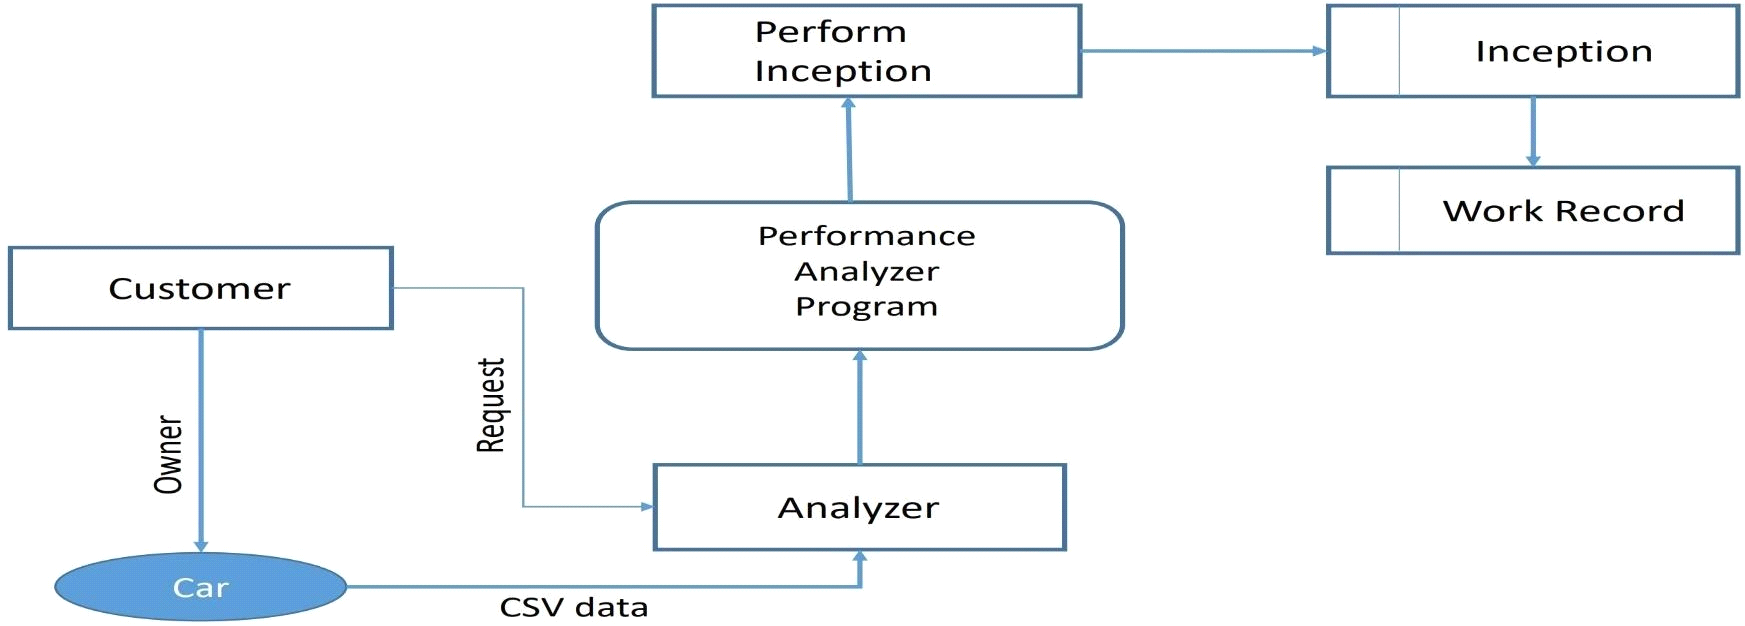 Perform
Inception
Inception
Work Record
Performance
Analyzer
Program
Customer
Request
Owner
Analyzer
Car
CSV data